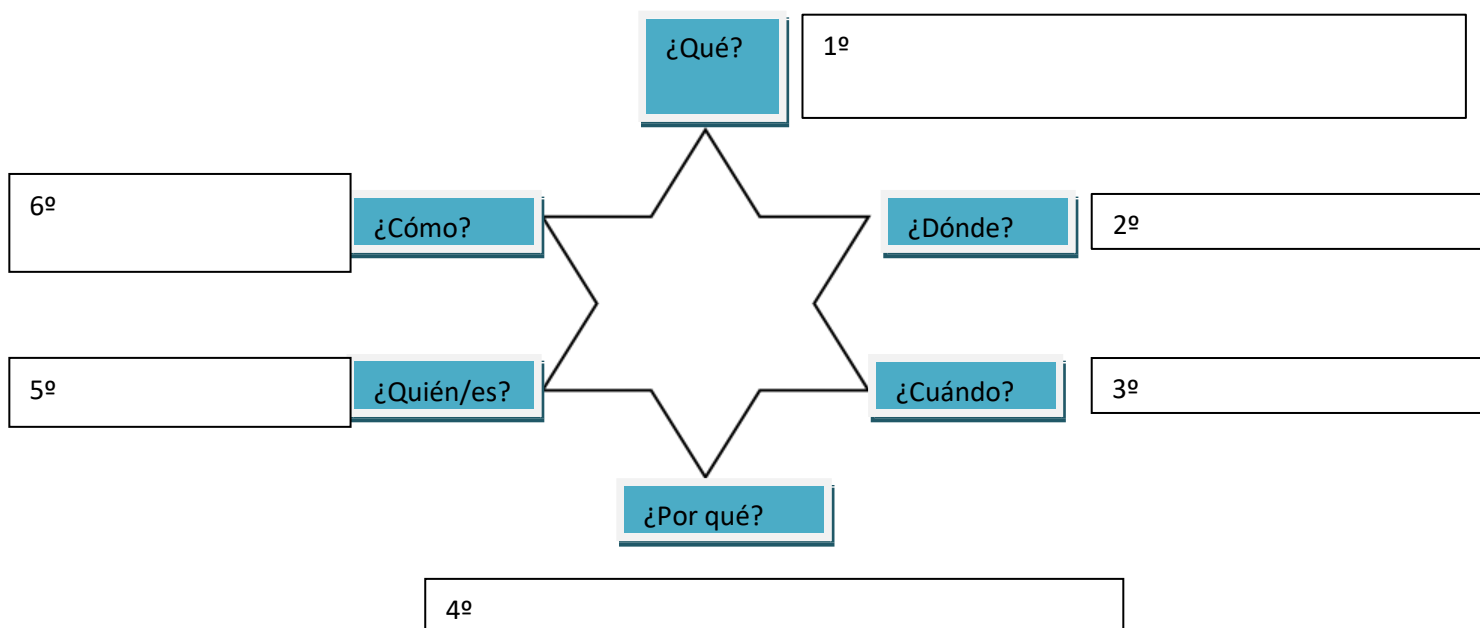 ¿Qué?
1º
6º
¿Cómo?
¿Dónde?
2º
5º
¿Quién/es?
¿Cuándo?
3º
¿Por qué?
4º